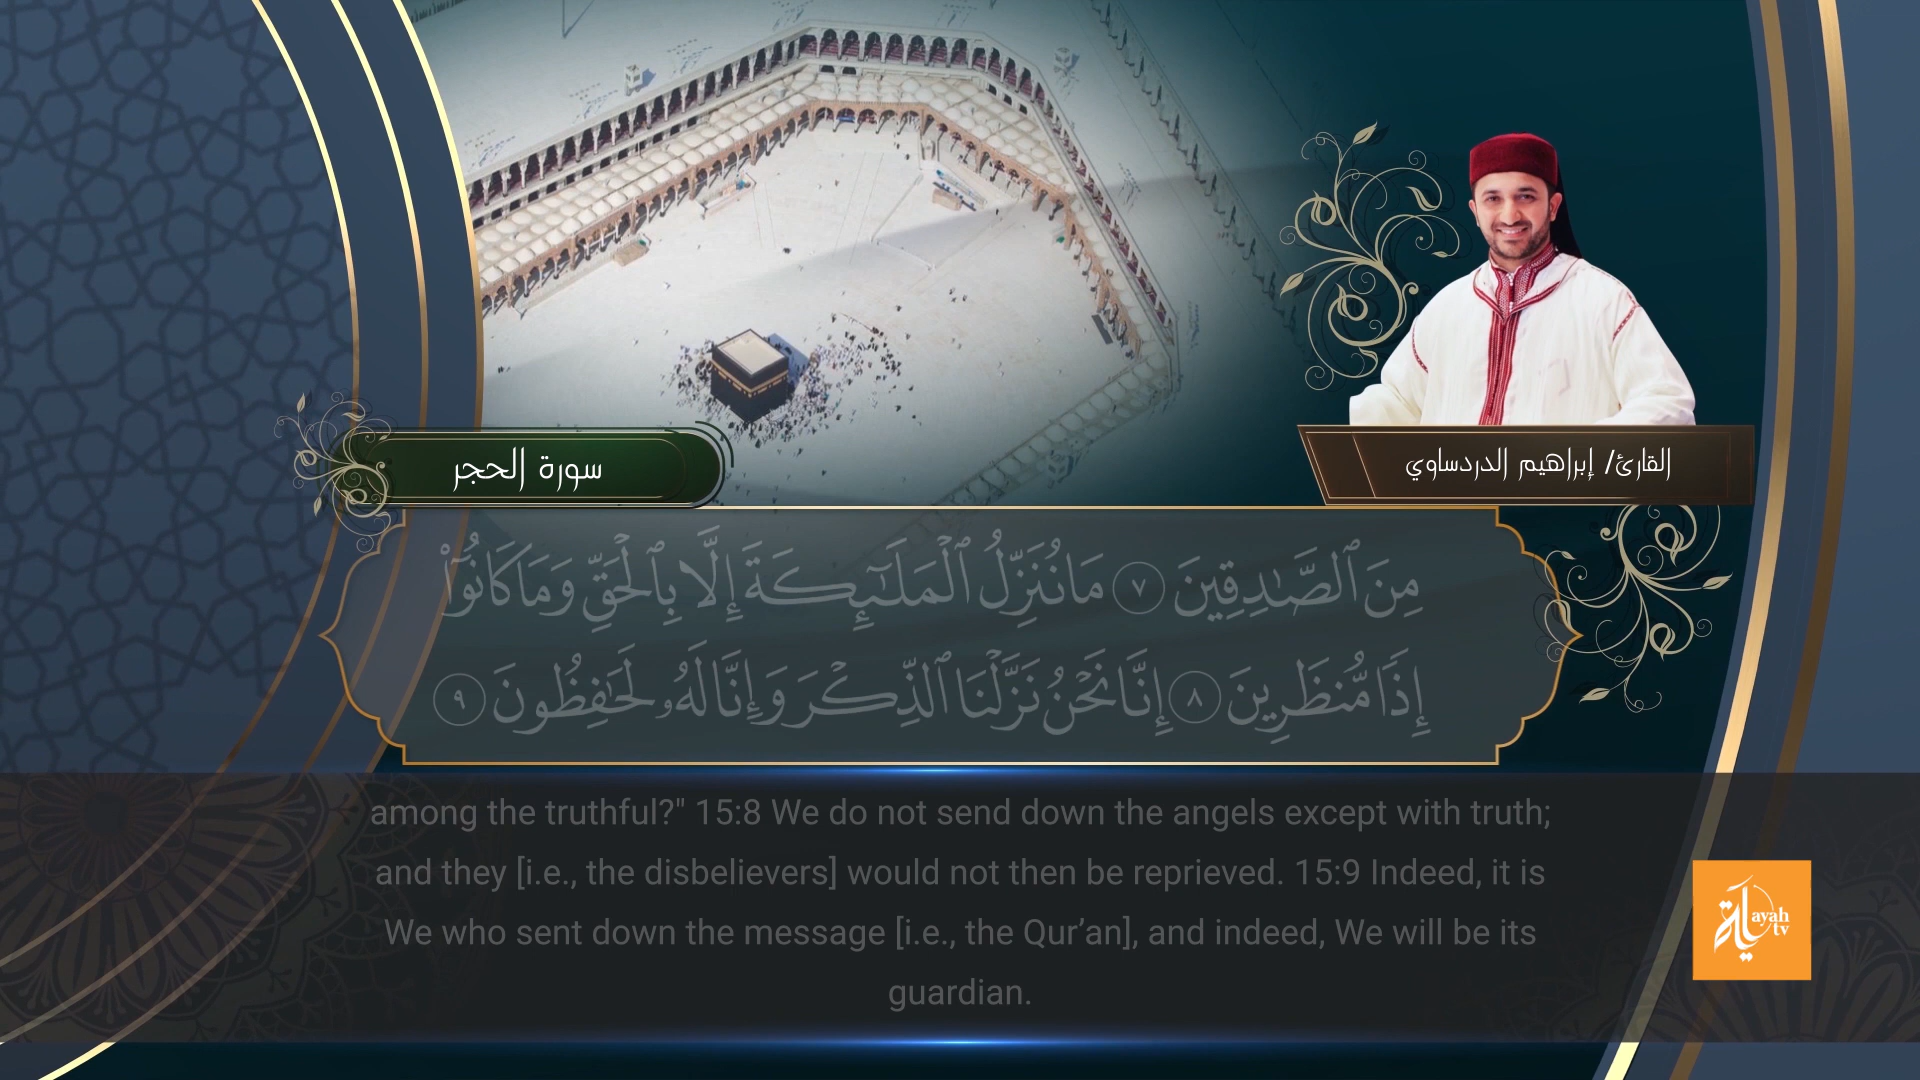 القارئ/ إبراهيم الدردساوي
سورة الحجر
مِنَ ٱلصَّـٰدِقِينَ ٧ مَا نُنَزِّلُ ٱلْمَلَـٰٓئِكَةَ إِلَّا بِٱلْحَقِّ وَمَا كَانُوٓا۟
إِذًا مُّنظَرِينَ ٨ إِنَّا نَحْنُ نَزَّلْنَا ٱلذِّكْرَ وَإِنَّا لَهُۥ لَحَـٰفِظُونَ ٩
among the truthful?" 15:8 We do not send down the angels except with truth;
and they [i.e., the disbelievers] would not then be reprieved. 15:9 Indeed, it is
We who sent down the message [i.e., the Qur’an], and indeed, We will be its
guardian.
آية
ayah
tv